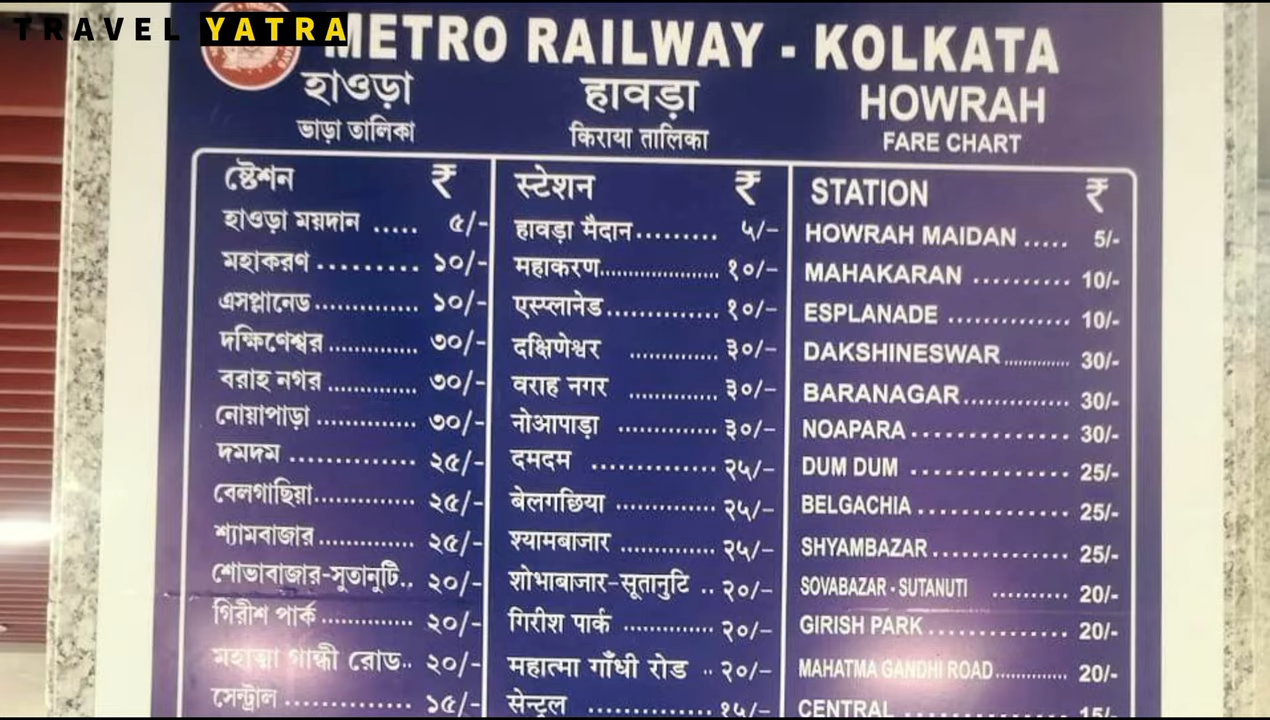 TRAVEL YATRA
METRO RAILWAY - KOLKATA
হাওড়া
ভাড়া তালিকা
ষ্টেশন ₹
হাওড়া ময়দান ..... ৫/-
মহাকরণ ......... ১০/-
এসপ্লানেড ............. ১০/-
দক্ষিণেশ্বর ............ ৩০/-
বরাহ নগর ............ ৩০/-
নোয়াপাড়া ............. ৩০/-
দমদম ................ ২৫/-
বেলগাছিয়া ............. ২৫/-
শ্যামবাজার ............. ২৫/-
শোভাবাজার-সুতানুটি.. ২০/-
গিরীশ পার্ক ............ ২০/-
মহাত্মা গান্ধী রোড.. ২০/-
সেন্ট্রাল ................ ১৫/-
हावड़ा
किराया तालिका
स्टेशन ₹
हावड़ा मैदान......... ५/-
महाकरण...................... १०/-
एस्प्लानेड............... १०/-
दक्षिणेश्वर ............. ३०/-
वराह नगर ............. ३०/-
नोआपाड़ा .............. ३०/-
दमदम .................. २५/-
बेलगछिया .............. २५/-
श्यामबाजार ............. २५/-
शोभाबाजार-सूतानुटि .. २०/-
गिरीश पार्क ............. २०/-
महात्मा गाँधी रोड .. २०/-
सेन्ट्रल .................. १५/-
HOWRAH
FARE CHART
STATION ₹
HOWRAH MAIDAN ..... 5/-
MAHAKARAN .......... 10/-
ESPLANADE ............. 10/-
DAKSHINESWAR ................ 30/-
BARANAGAR ............. 30/-
NOAPARA ................ 30/-
DUM DUM ................ 25/-
BELGACHIA ............... 25/-
SHYAMBAZAR .............. 25/-
SOVABAZAR - SUTANUTI .......... 20/-
GIRISH PARK .............. 20/-
MAHATMA GANDHI ROAD .............. 20/-
CENTRAL .................. 15/-